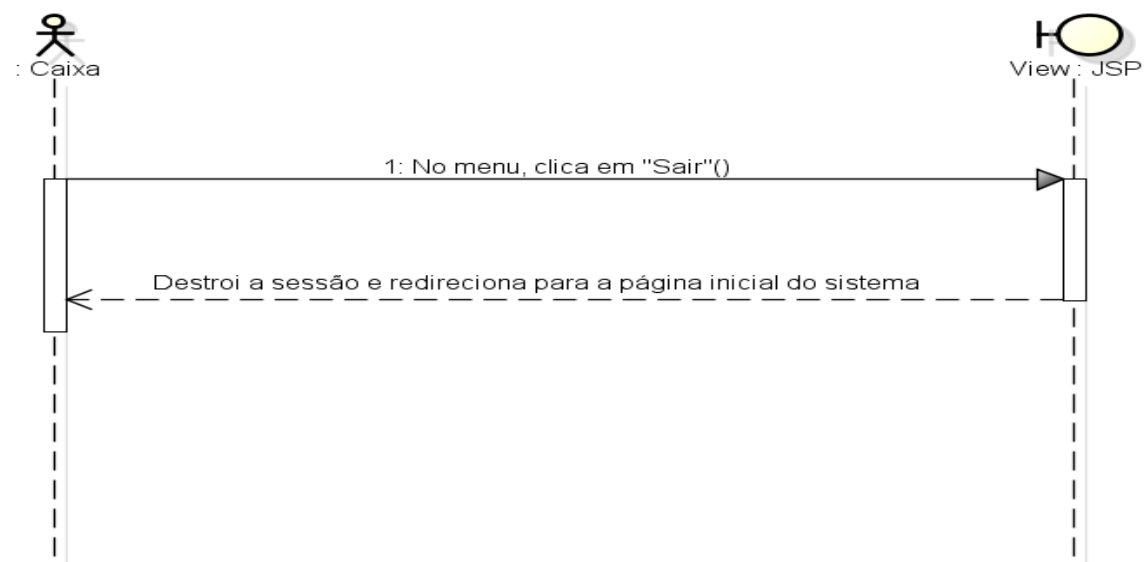 : Caixa
View : JSP
1: No menu, clica em "Sair"()
Destroi a sessão e redireciona para a página inicial do sistema